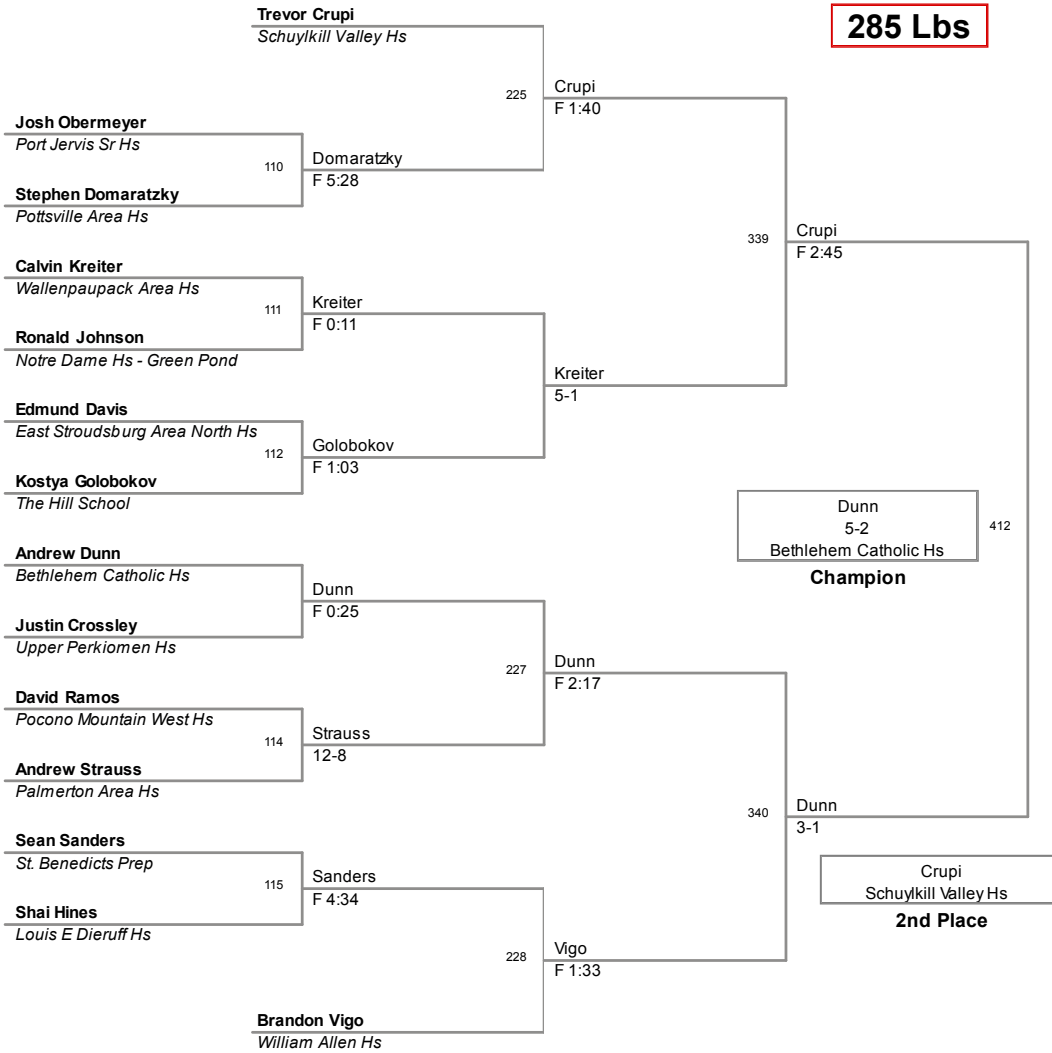 Trevor Crupi
Schuylkill Valley Hs
285 Lbs
225
Crupi
F 1:40
Josh Obermeyer
Port Jervis Sr Hs
110
Domaratzky
F 5:28
Stephen Domaratzky
Pottsville Area Hs
339
Crupi
F 2:45
Calvin Kreiter
Wallenpaupack Area Hs
111
Kreiter
F 0:11
Ronald Johnson
Notre Dame Hs - Green Pond
Kreiter
5-1
Edmund Davis
East Stroudsburg Area North Hs
112
Golobokov
F 1:03
Kostya Golobokov
The Hill School
Dunn
5-2
Bethlehem Catholic Hs
412
Champion
Andrew Dunn
Bethlehem Catholic Hs
Dunn
F 0:25
Justin Crossley
Upper Perkiomen Hs
227
Dunn
F 2:17
David Ramos
Pocono Mountain West Hs
114
Strauss
12-8
Andrew Strauss
Palmerton Area Hs
340
Dunn
3-1
Sean Sanders
St. Benedicts Prep
115
Sanders
F 4:34
Crupi
Schuylkill Valley Hs
2nd Place
Shai Hines
Louis E Dieruff Hs
228
Vigo
F 1:33
Brandon Vigo
William Allen Hs